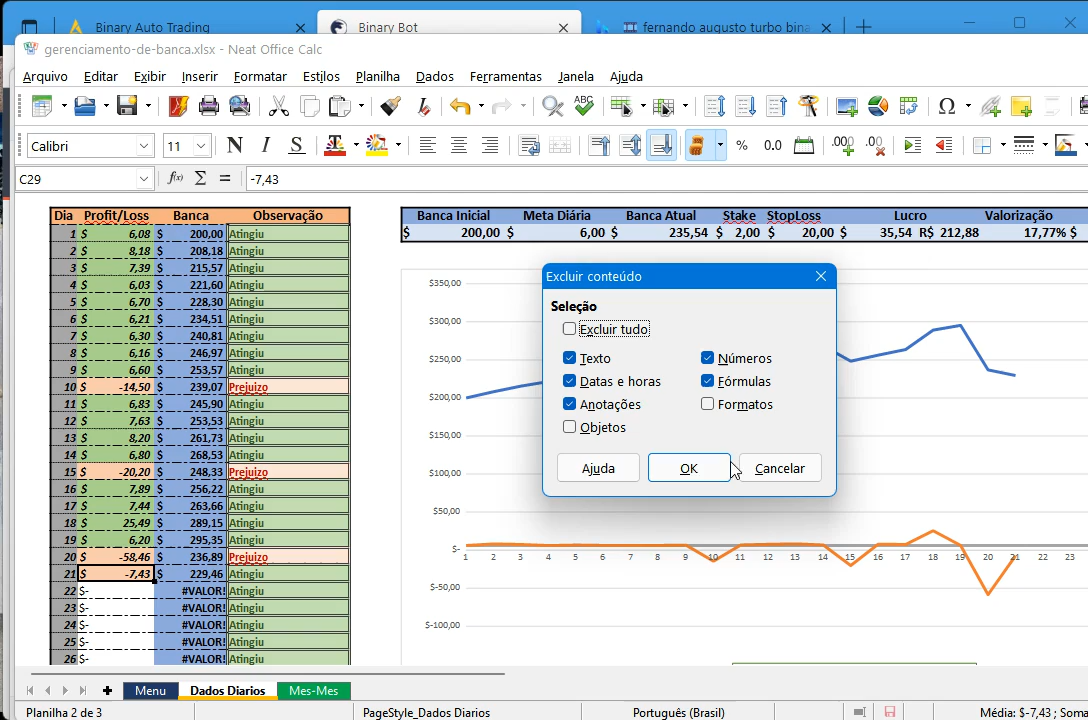 Binary Auto Trading
Binary Bot
fernando augusto turbo bina
gerenciamento-de-banca.xlsx - Neat Office Calc
Arquivo Editar Exibir Inserir Formatar Estilos Planilha Dados Ferramentas Janela Ajuda
Calibri 11 N I S % 0.0
C29 -7,43
Dia Profit/Loss Banca Observação
1 $ 6,08 $ 200,00 Atingiu
2 $ 8,18 $ 208,18 Atingiu
3 $ 7,39 $ 215,57 Atingiu
4 $ 6,03 $ 221,60 Atingiu
5 $ 6,70 $ 228,30 Atingiu
6 $ 6,21 $ 234,51 Atingiu
7 $ 6,30 $ 240,81 Atingiu
8 $ 6,16 $ 246,97 Atingiu
9 $ 6,60 $ 253,57 Atingiu
10 $ -14,50 $ 239,07 Prejuizo
11 $ 6,83 $ 245,90 Atingiu
12 $ 7,63 $ 253,53 Atingiu
13 $ 8,20 $ 261,73 Atingiu
14 $ 6,80 $ 268,53 Atingiu
15 $ -20,20 $ 248,33 Prejuizo
16 $ 7,89 $ 256,22 Atingiu
17 $ 7,44 $ 263,66 Atingiu
18 $ 25,49 $ 289,15 Atingiu
19 $ 6,20 $ 295,35 Atingiu
20 $ -58,46 $ 236,89 Prejuizo
21 $ -7,43 $ 229,46 Atingiu
22 $- #VALOR! Atingiu
23 $- #VALOR! Atingiu
24 $- #VALOR! Atingiu
25 $- #VALOR! Atingiu
26 $- #VALOR! Atingiu
Banca Inicial Meta Diária Banca Atual Stake StopLoss Lucro Valorização
$ 200,00 $ 6,00 $ 235,54 $ 2,00 $ 20,00 $ 35,54 R$ 212,88 17,77% $
$350,00
$300,00
$250,00
$200,00
$150,00
$100,00
$50,00
$-
$-50,00
$-100,00
1 2 3 4 5 6 7 8 9 10 11 12 13 14 15 16 17 18 19 20 21 22 23
Excluir conteúdo
Seleção
Excluir tudo
Texto Números
Datas e horas Fórmulas
Anotações Formatos
Objetos
Ajuda OK Cancelar
Menu Dados Diarios Mes-Mes
Planilha 2 de 3 PageStyle_Dados Diarios Português (Brasil) Média: $-7,43 ; Soma